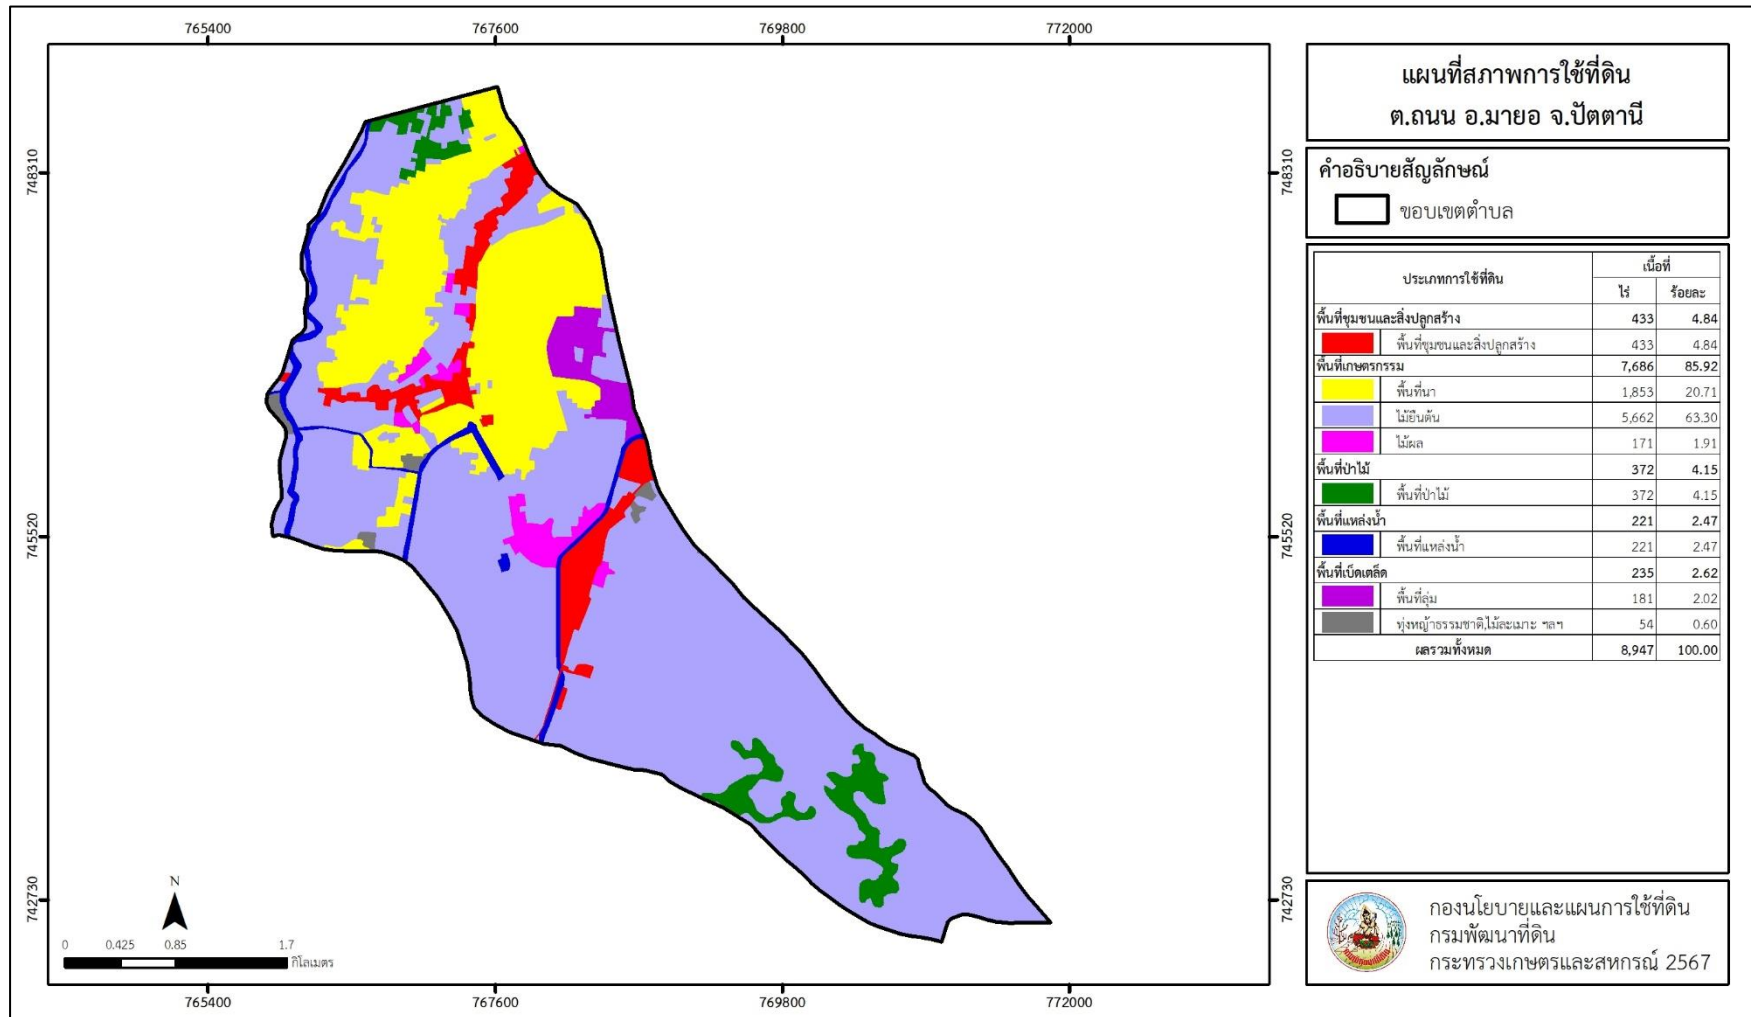 765400
767600
769800
772000
748310
748310
745520
745520
742730
742730
N
0 0.425 0.85 1.7
กิโลเมตร
765400
767600
769800
772000
แผนที่สภาพการใช้ที่ดิน
ต.ถนน อ.มายอ จ.ปัตตานี
คำอธิบายสัญลักษณ์
ขอบเขตตำบล
ประเภทการใช้ที่ดิน เนื้อที่
ไร่ ร้อยละ
พื้นที่ชุมชนและสิ่งปลูกสร้าง 433 4.84
พื้นที่ชุมชนและสิ่งปลูกสร้าง 433 4.84
พื้นที่เกษตรกรรม 7,686 85.92
พื้นที่นา 1,853 20.71
ไม้ยืนต้น 5,662 63.30
ไม้ผล 171 1.91
พื้นที่ป่าไม้ 372 4.15
พื้นที่ป่าไม้ 372 4.15
พื้นที่แหล่งน้ำ 221 2.47
พื้นที่แหล่งน้ำ 221 2.47
พื้นที่เบ็ดเตล็ด 235 2.62
พื้นที่ลุ่ม 181 2.02
ทุ่งหญ้าธรรมชาติ,ไม้ละเมาะ ฯลฯ 54 0.60
ผลรวมทั้งหมด 8,947 100.00
กองนโยบายและแผนการใช้ที่ดิน
กรมพัฒนาที่ดิน
กระทรวงเกษตรและสหกรณ์ 2567